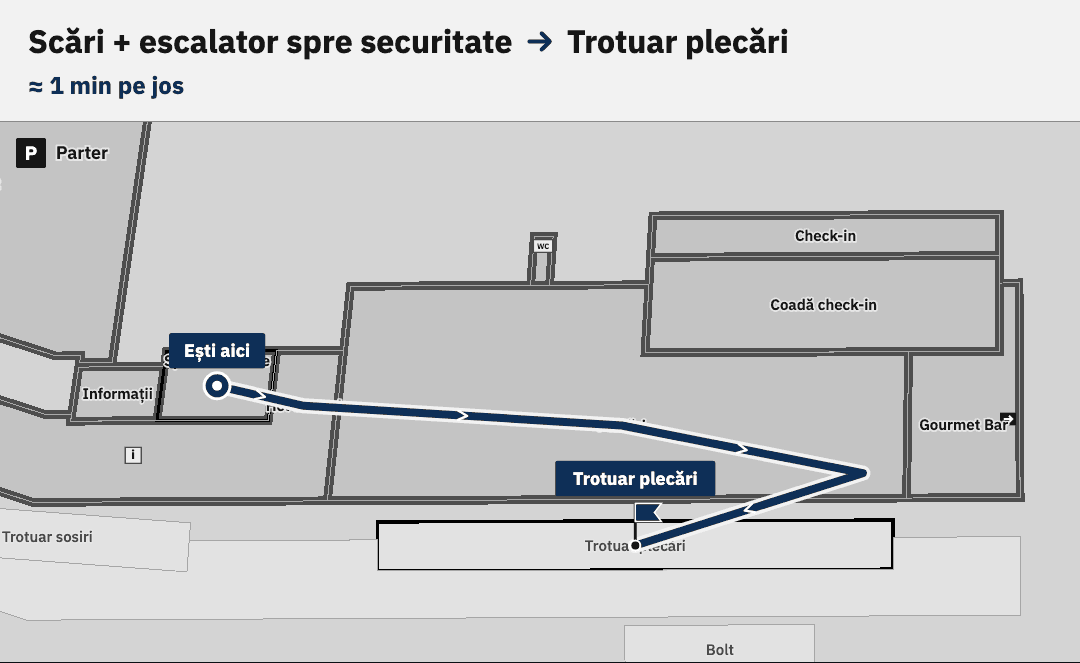 Scări + escalator spre securitate → Trotuar plecări
≈ 1 min pe jos
P Parter
WC
Check-in
Coadă check-in
Ești aici
Informații
Gourmet Bar
i
Trotuar plecări
Trotuar sosiri
Bolt